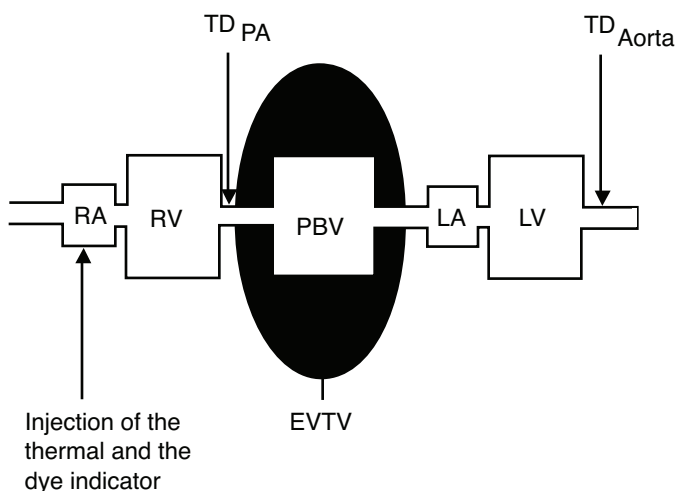 TD PA
TD Aorta
RA
RV
PBV
LA
LV
EVTV
Injection of the
thermal and the
dye indicator